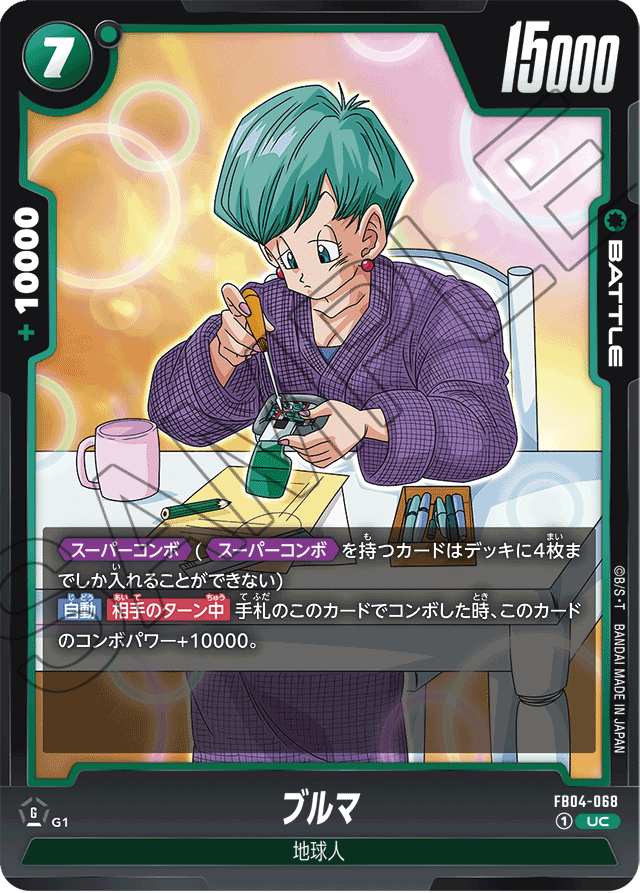 7
15000
+10000
BATTLE
SAMPLE
スーパーコンボ ( スーパーコンボ を持つカードはデッキに4枚ま
でしか入れることができない)
自動 相手のターン中 手札のこのカードでコンボした時、このカード
のコンボパワー+10000。
©B/S・T BANDAI MADE IN JAPAN
G
G1
ブルマ
FB04-068
1 UC
地球人